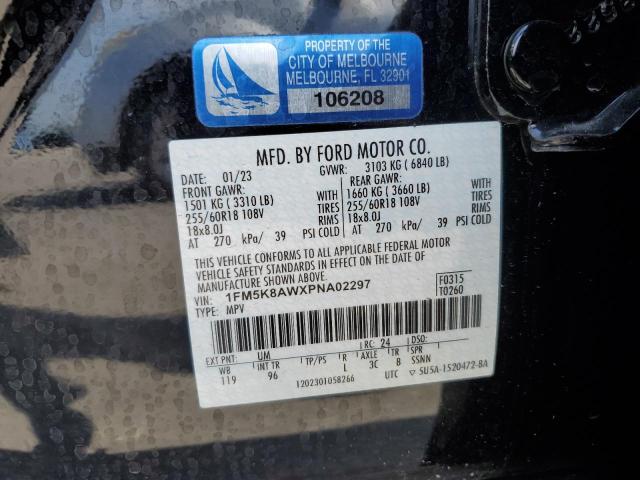 PROPERTY OF THE
CITY OF MELBOURNE
MELBOURNE, FL 32901
106208
MFD. BY FORD MOTOR CO.
DATE: 01/23 GVWR: 3103 KG ( 6840 LB)
FRONT GAWR: REAR GAWR:
1501 KG ( 3310 LB) WITH 1660 KG ( 3660 LB) WITH
255/60R18 108V TIRES 255/60R18 108V TIRES
18x8.0J RIMS 18x8.0J RIMS
AT 270 kPa/ 39 PSI COLD AT 270 kPa/ 39 PSI COLD
THIS VEHICLE CONFORMS TO ALL APPLICABLE FEDERAL MOTOR
VEHICLE SAFETY STANDARDS IN EFFECT ON THE DATE OF
MANUFACTURE SHOWN ABOVE.
VIN: 1FM5K8AWXPNA02297 F0315
TYPE: MPV T0260
EXT PNT: UM RC: 24 DSO:
WB INT TR TP/PS R AXLE TR SPR
119 96 L 3C B SSNN
1202301058266 UTC ▽ 5U5A-1520472-8A